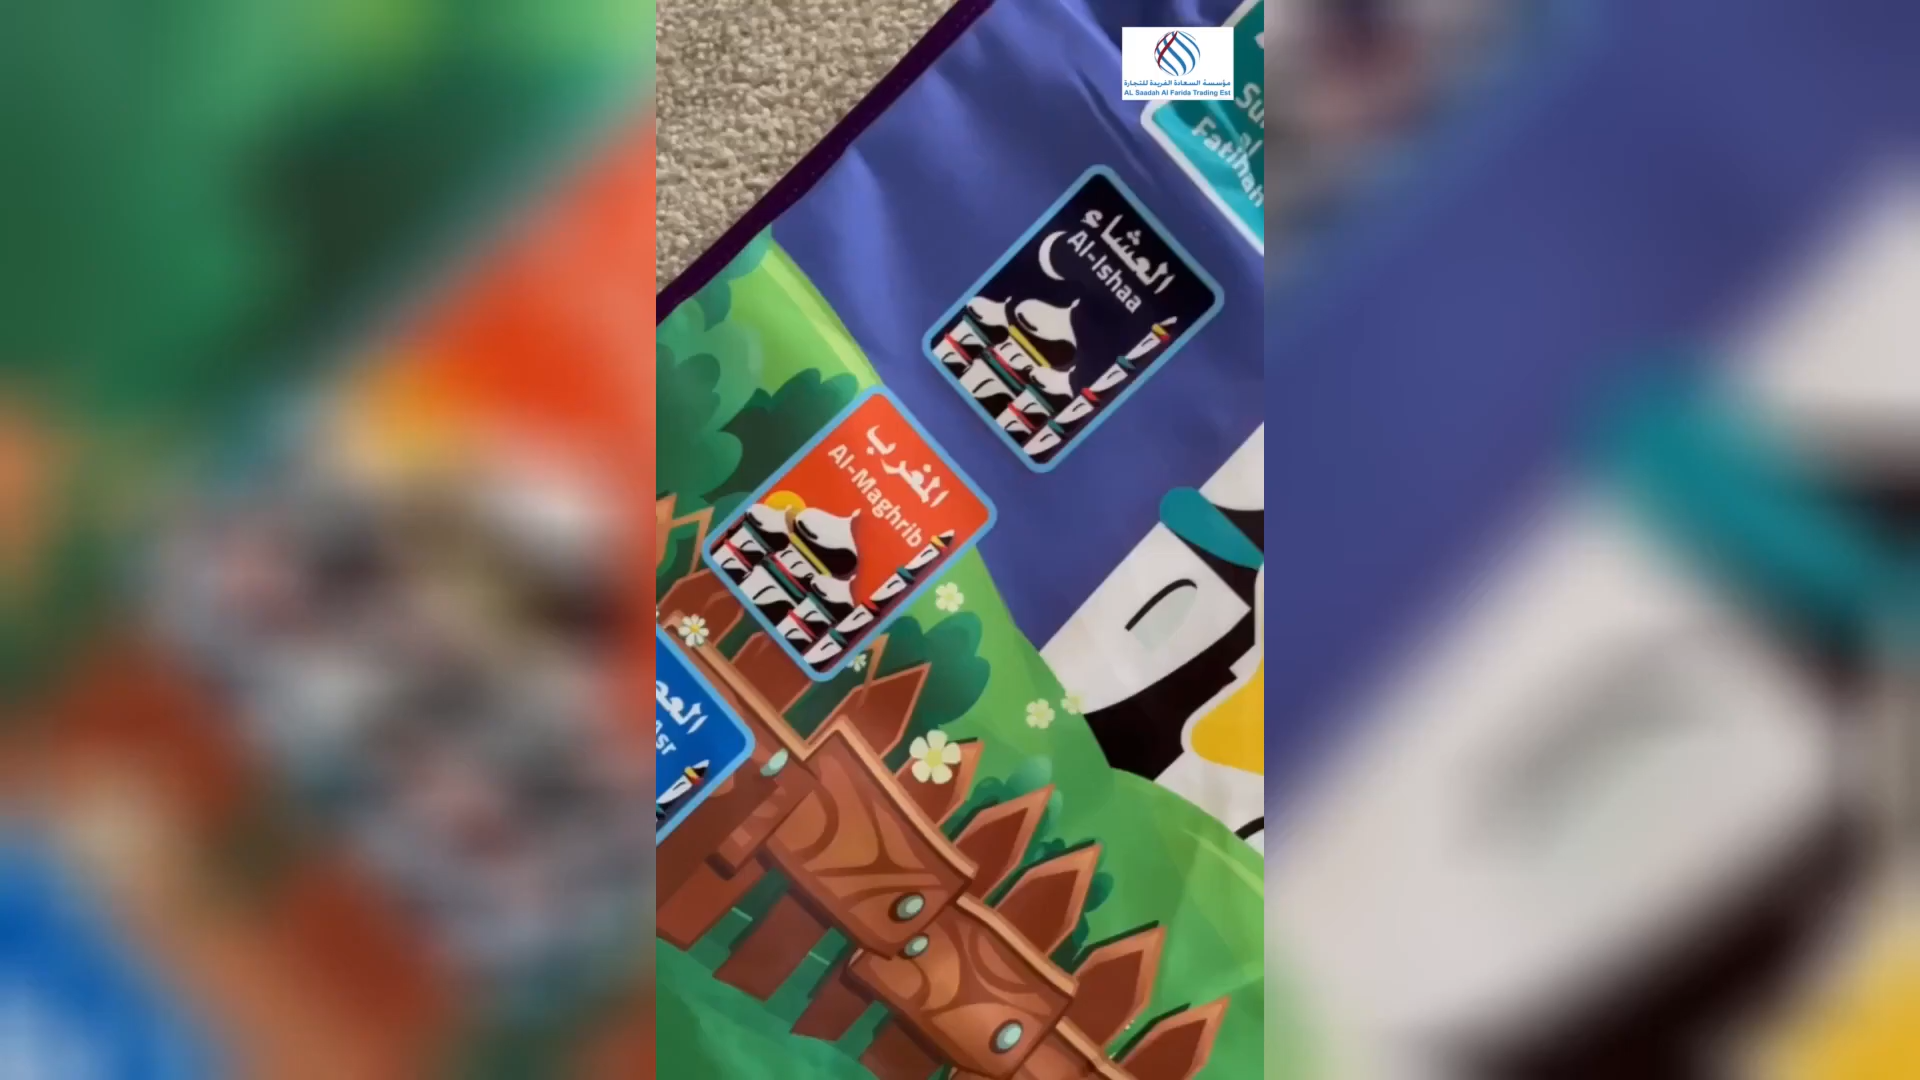 مؤسسة السعادة الفريدة للتجارة
AL Saadah Al Farida Trading Est
Fatihah
العشاء
Al-Ishaa
المغرب
Al-Maghrib